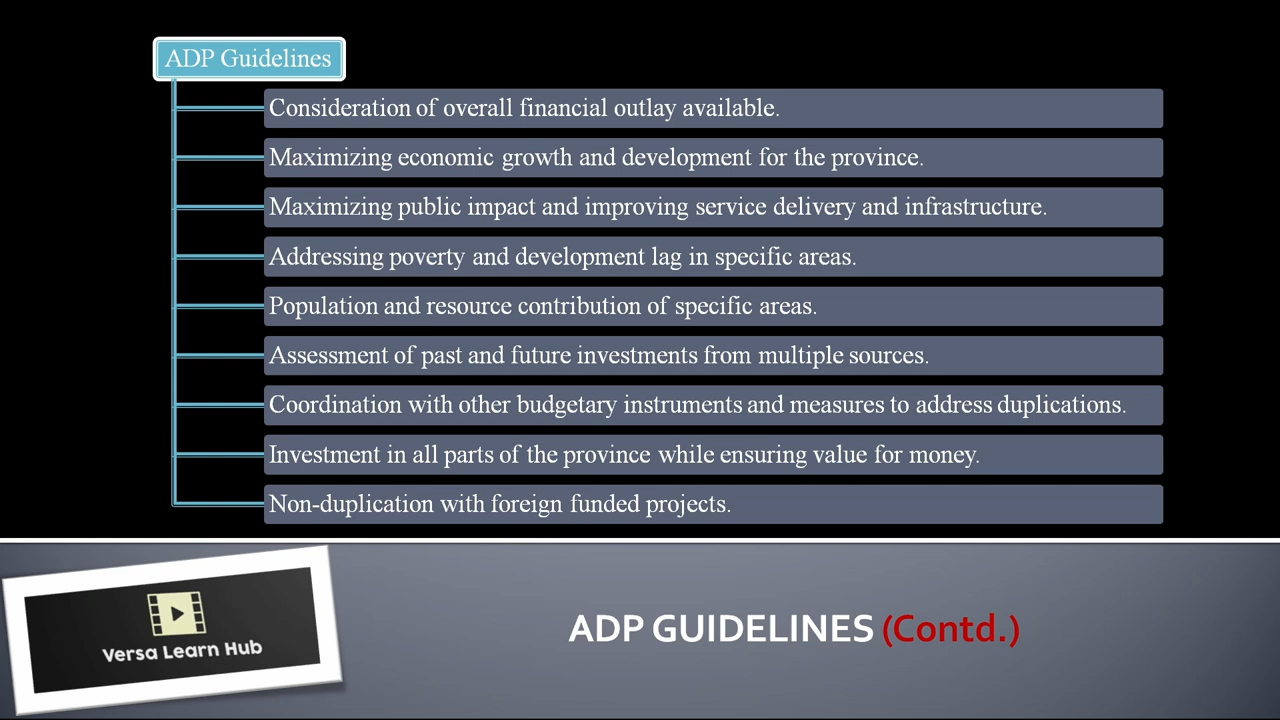 ADP Guidelines
Consideration of overall financial outlay available.
Maximizing economic growth and development for the province.
Maximizing public impact and improving service delivery and infrastructure.
Addressing poverty and development lag in specific areas.
Population and resource contribution of specific areas.
Assessment of past and future investments from multiple sources.
Coordination with other budgetary instruments and measures to address duplications.
Investment in all parts of the province while ensuring value for money.
Non-duplication with foreign funded projects.
Versa Learn Hub
ADP GUIDELINES (Contd.)